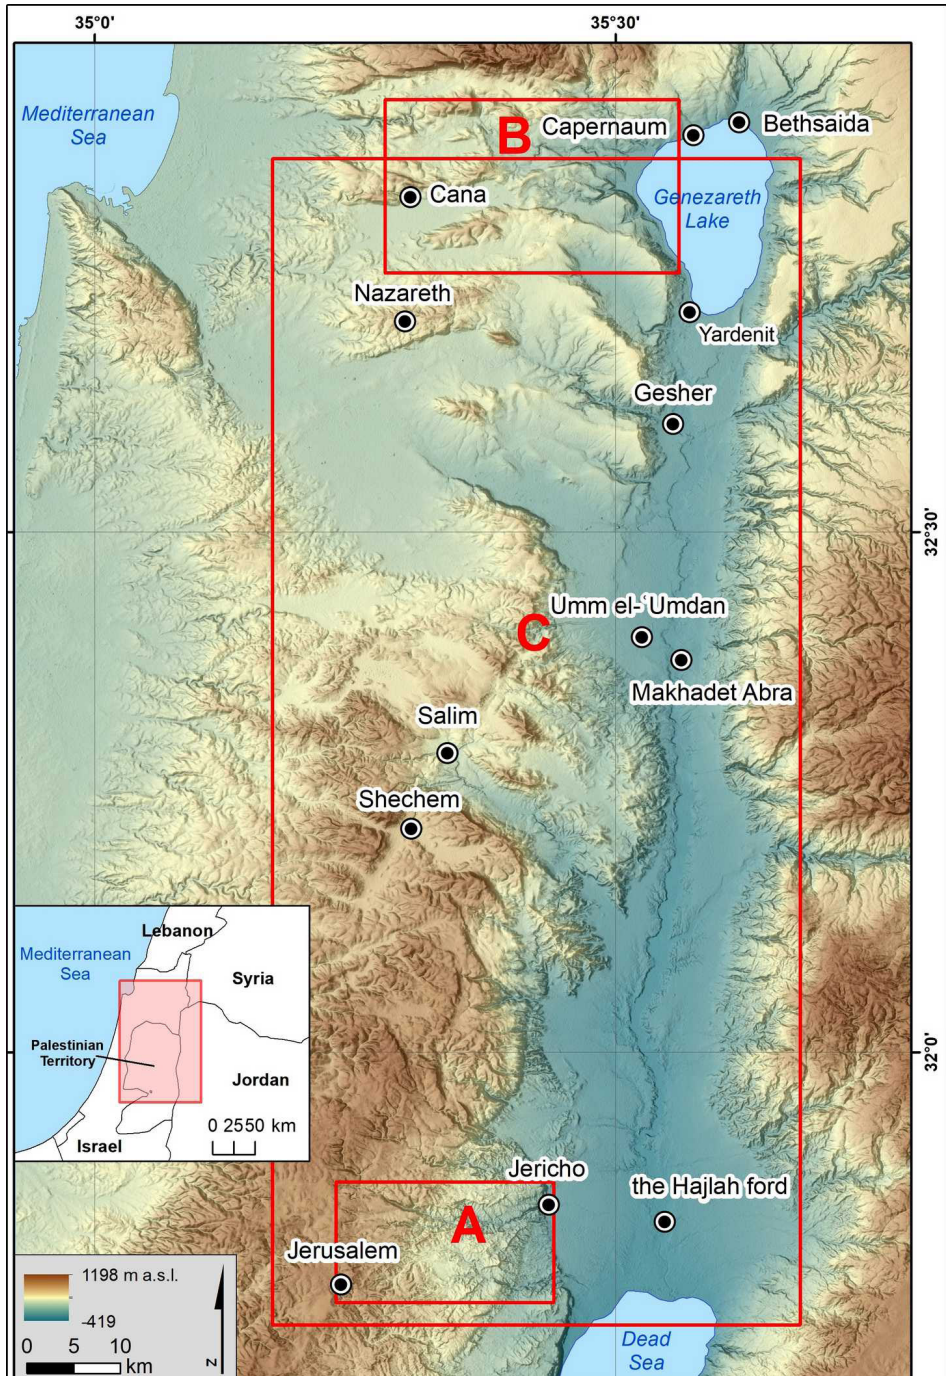 35°0'
35°30'
Mediterranean
Sea
B
Capernaum
Bethsaida
Cana
Genezareth
Lake
Nazareth
Yardenit
Gesher
32°30'
Umm el-ʿUmdan
C
Makhadet Abra
Salim
Shechem
Lebanon
Mediterranean
Sea
Syria
Palestinian
Territory
Jordan
0 2550 km
Israel
32°0'
Jericho
the Hajlah ford
A
Jerusalem
1198 m a.s.l.
-419
0 5 10
km
N
Dead
Sea